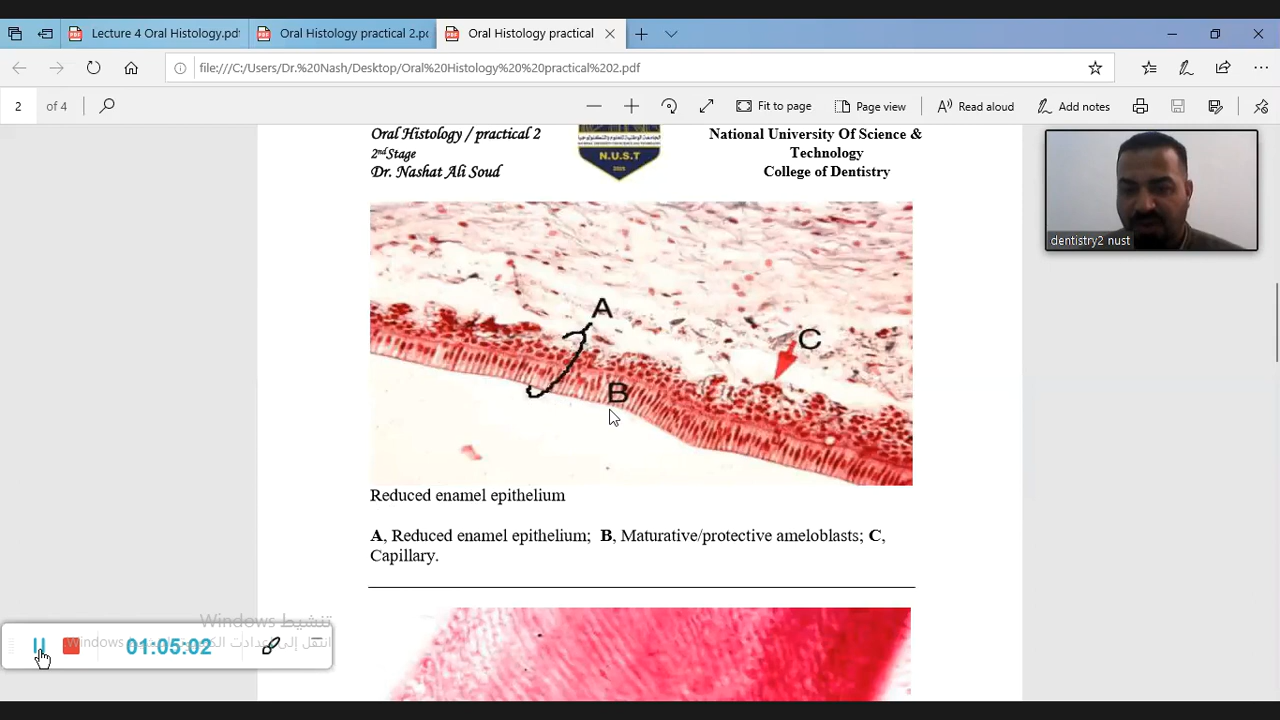 Lecture 4 Oral Histology.pdf
Oral Histology practical 2.pc
Oral Histology practical
file:///C:/Users/Dr.%20Nash/Desktop/Oral%20Histology%20%20practical%202.pdf
2 of 4
Fit to page
Page view
Read aloud
Add notes
Oral Histology / practical 2
2nd Stage
Dr. Nashat Ali Soud
N.U.S.T
National University Of Science &
Technology
College of Dentistry
dentistry2 nust
A
C
B
Reduced enamel epithelium
A, Reduced enamel epithelium; B, Maturative/protective ameloblasts; C,
Capillary.
تنشيط Windows
01:05:02